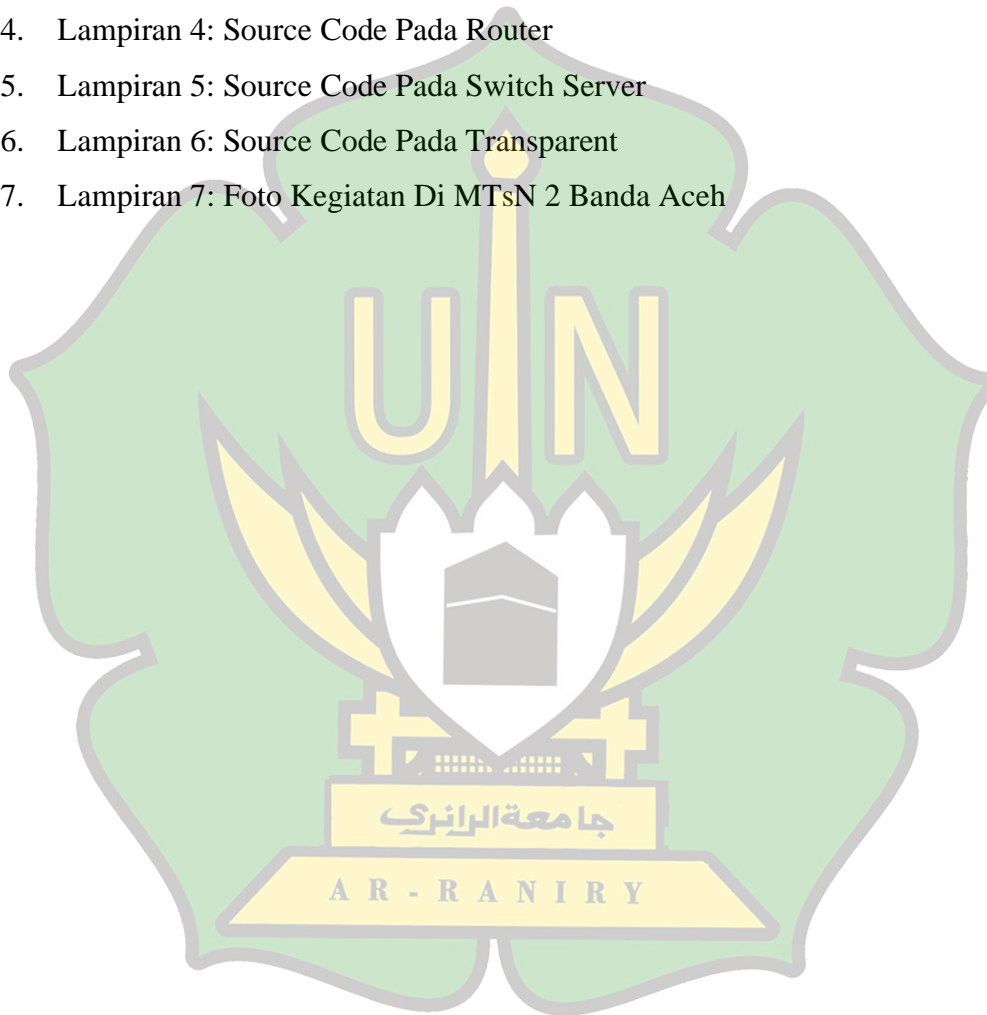 4. Lampiran 4: Source Code Pada Router
5. Lampiran 5: Source Code Pada Switch Server
6. Lampiran 6: Source Code Pada Transparent
7. Lampiran 7: Foto Kegiatan Di MTsN 2 Banda Aceh
UIN
جامعة الرانري
AR-RANIRY